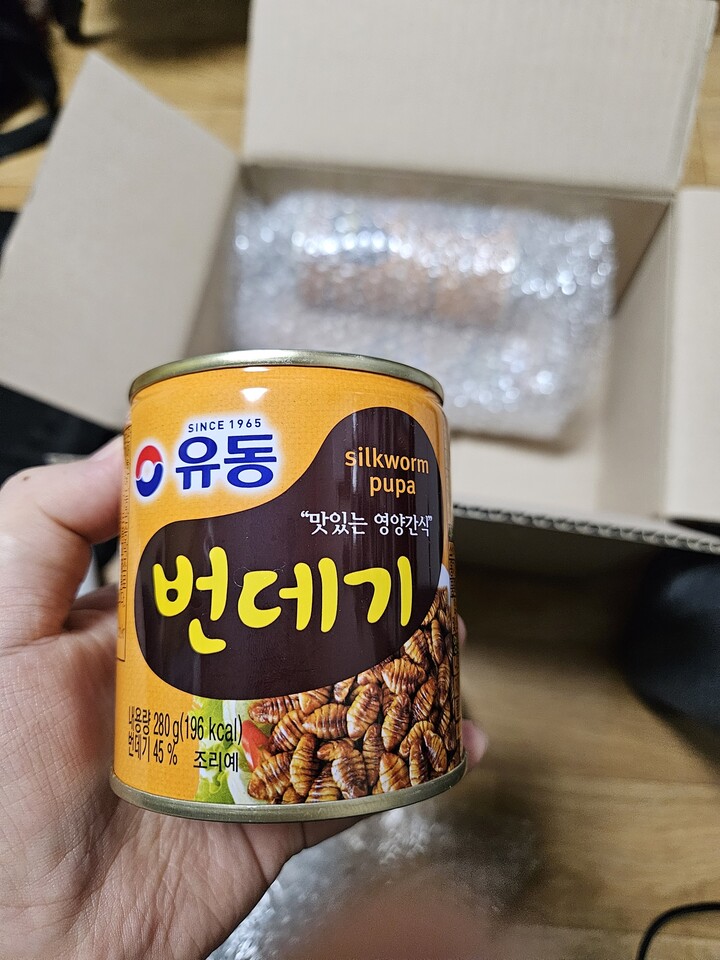 SINCE 1965
유동
silkworm
pupa
“맛있는 영양간식”
번데기
내용량 280 g(196 kcal)
번데기 45 %
조리예